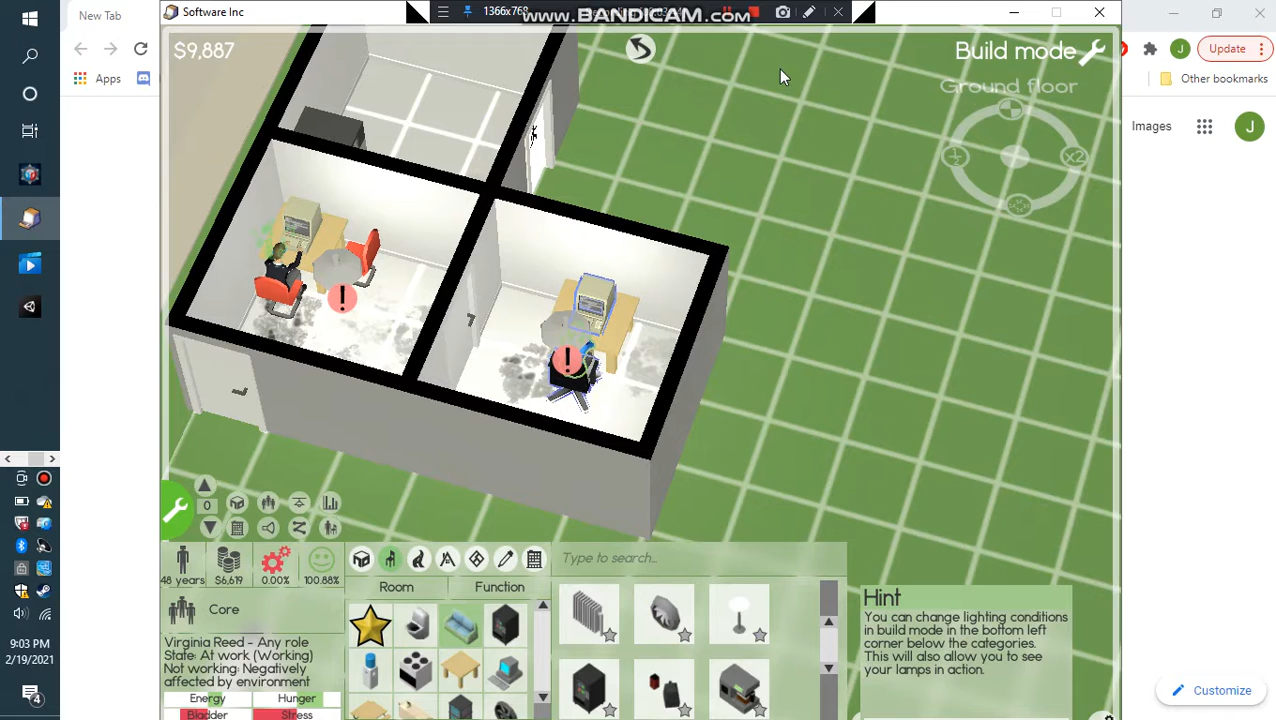 New Tab
Software Inc
1366x768
www.BANDICAM.com
Update
Apps
Other bookmarks
$9,887
Build mode
Ground floor
x2
Images
J
J
0
48 years
$6,619
0.00%
100.88%
Type to search...
Room
Function
Core
Virginia Reed - Any role
State: At work (Working)
Not working: Negatively
affected by environment
Energy
Hunger
Bladder
Stress
Hint
You can change lighting conditions
in build mode in the bottom left
corner below the categories.
This will also allow you to see
your lamps in action.
Customize
9:03 PM
2/19/2021
4